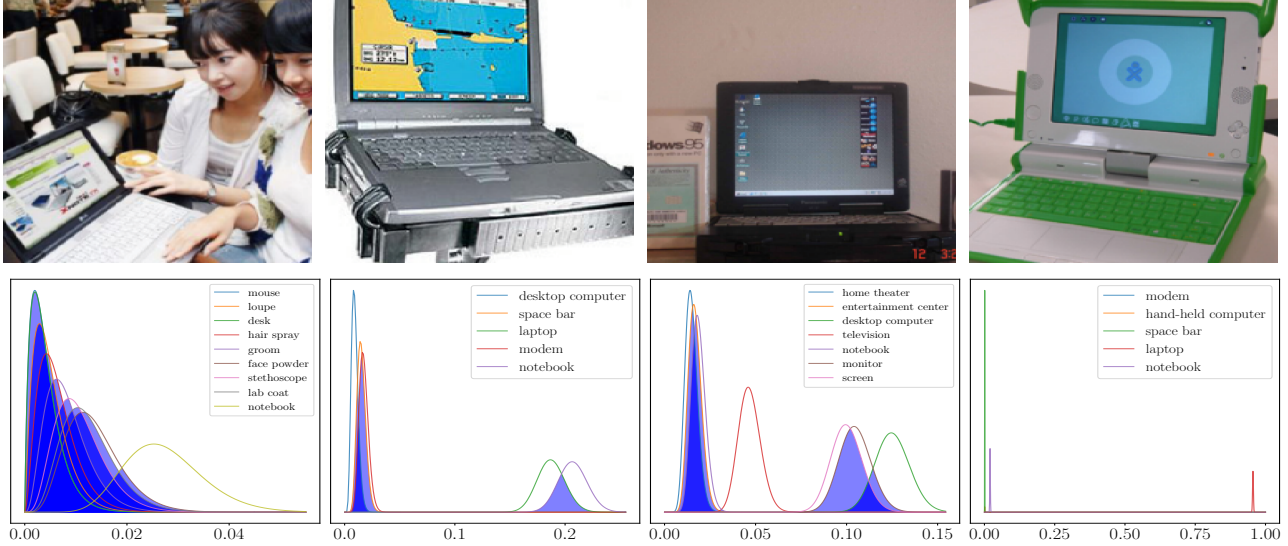 dows 95
12 3:2
mouse
loupe
desk
hair spray
groom
face powder
stethoscope
lab coat
notebook
0.00 0.02 0.04
desktop computer
space bar
laptop
modem
notebook
0.0 0.1 0.2
home theater
entertainment center
desktop computer
television
notebook
monitor
screen
0.00 0.05 0.10 0.15
modem
hand-held computer
space bar
laptop
notebook
0.00 0.25 0.50 0.75 1.00